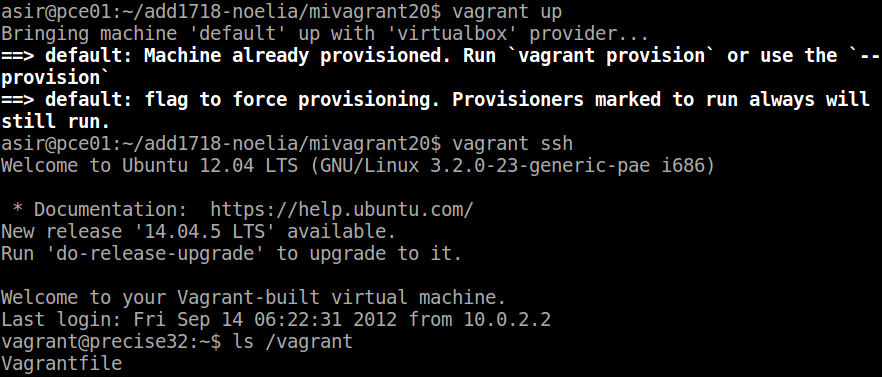 asir@pce01:~/add1718-noelia/mivagrant20$ vagrant up
Bringing machine 'default' up with 'virtualbox' provider...
==> default: Machine already provisioned. Run `vagrant provision` or use the `--
provision`
==> default: flag to force provisioning. Provisioners marked to run always will
still run.
asir@pce01:~/add1718-noelia/mivagrant20$ vagrant ssh
Welcome to Ubuntu 12.04 LTS (GNU/Linux 3.2.0-23-generic-pae i686)
 * Documentation:  https://help.ubuntu.com/
New release '14.04.5 LTS' available.
Run 'do-release-upgrade' to upgrade to it.
Welcome to your Vagrant-built virtual machine.
Last login: Fri Sep 14 06:22:31 2012 from 10.0.2.2
vagrant@precise32:~$ ls /vagrant
Vagrantfile